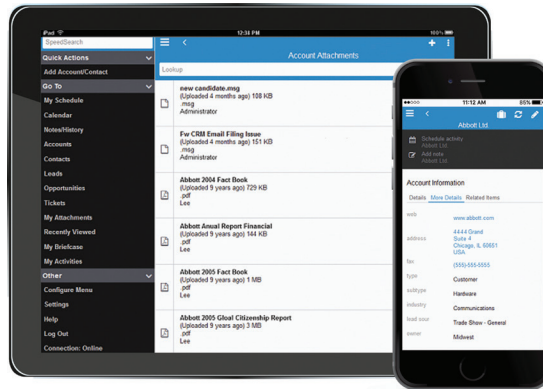 iPad 12:36 PM 100%
SpeedSearch
Quick Actions
Add Account/Contact
Go To
My Schedule
Calendar
Notes/History
Accounts
Contacts
Leads
Opportunities
Tickets
My Attachments
Recently Viewed
My Briefcase
My Activities
Other
Configure Menu
Settings
Help
Log Out
Connection: Online
Account Attachments
Lookup
new candidate.msg
(Uploaded 4 months ago) 108 KB
.msg
Administrator
Fw CRM Email Filing Issue
(Uploaded 4 months ago) 151 KB
.msg
Administrator
Abbott 2004 Fact Book
(Uploaded 9 years ago) 729 KB
.pdf
Lee
Abbott Anual Report Financial
(Uploaded 9 years ago) 144 KB
.pdf
Lee
Abbott 2005 Fact Book
(Uploaded 9 years ago) 1 MB
.pdf
Lee
Abbott 2005 Gloal Citizenship Report
(Uploaded 9 years ago) 3 MB
.pdf
Lee
11:12 AM 85%
Abbott Ltd.
Schedule activity
Abbott Ltd.
Add note
Abbott Ltd.
Account Information
Details More Details Related Items
web www.abbott.com
address 4444 Grand
Suite 4
Chicago, IL 60651
USA
fax (555)-555-5555
type Customer
subtype Hardware
industry Communications
lead sour Trade Show - General
owner Midwest